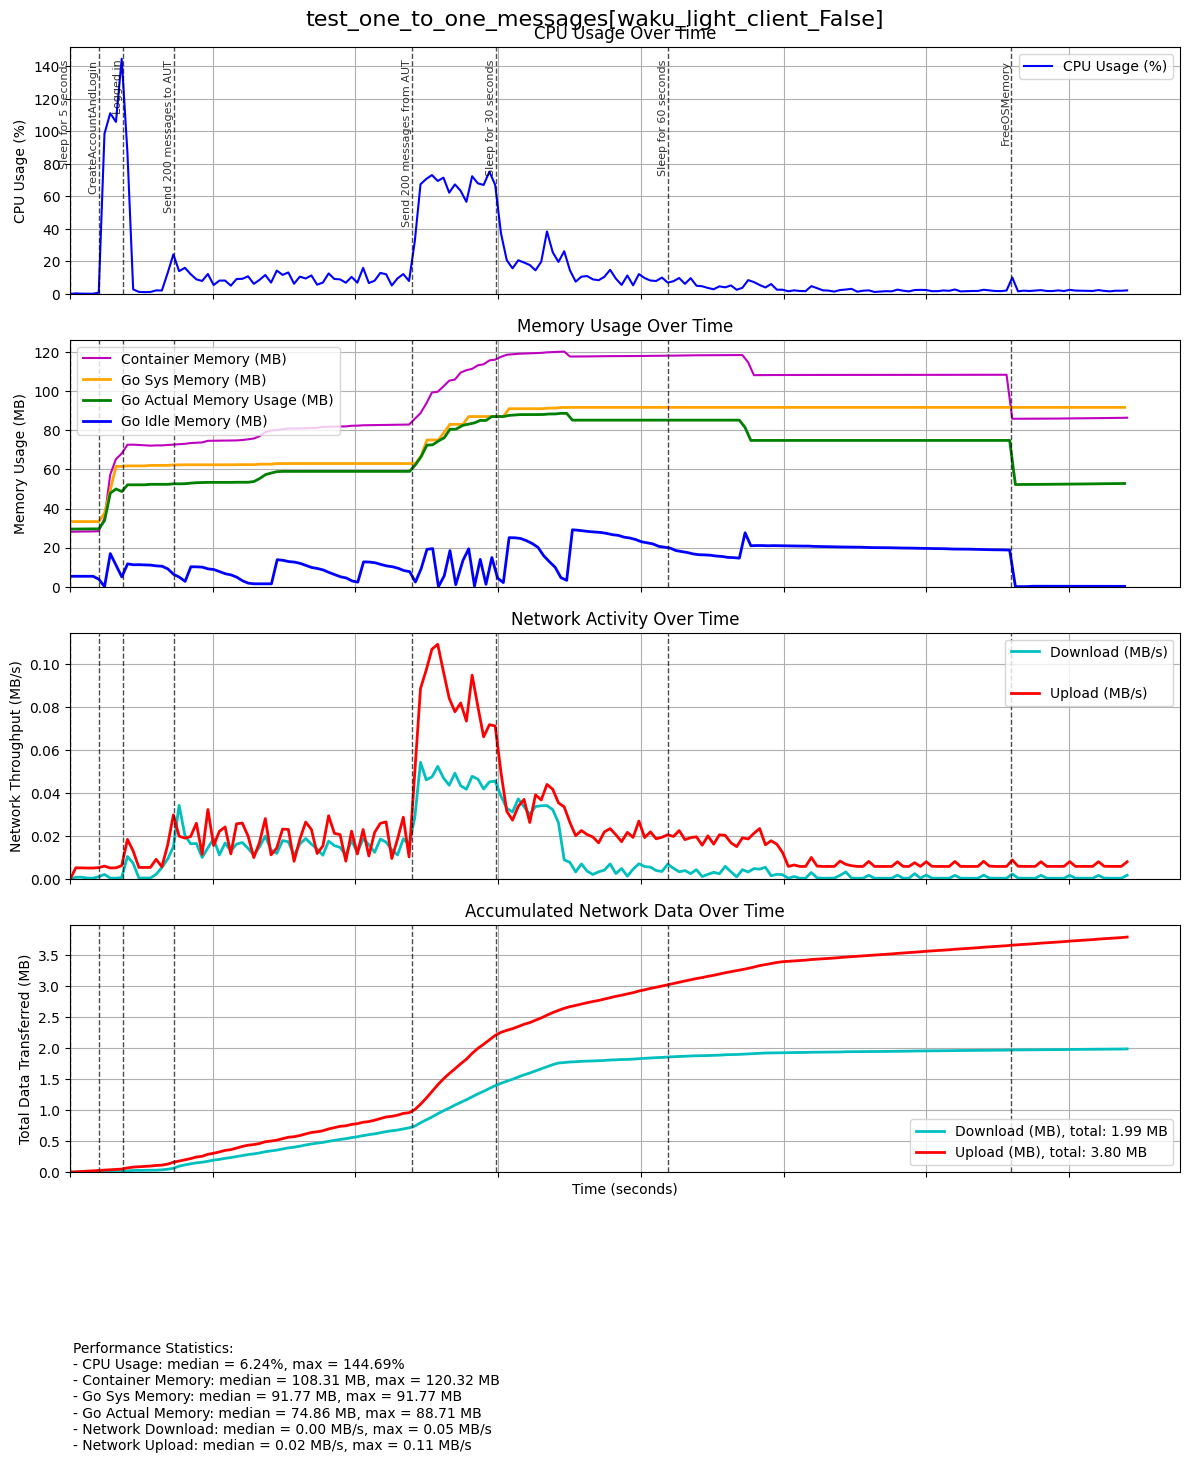 test_one_to_one_messages[waku_light_client_False]
CPU Usage Over Time
CPU Usage (%)
140
120
100
80
60
40
20
0
Sleep for 5 seconds
CreateAccountAndLogin
Logged in
Send 200 messages to AUT
Send 200 messages from AUT
Sleep for 30 seconds
Sleep for 60 seconds
FreeOSMemory
CPU Usage (%)
Memory Usage Over Time
Memory Usage (MB)
120
100
80
60
40
20
0
Container Memory (MB)
Go Sys Memory (MB)
Go Actual Memory Usage (MB)
Go Idle Memory (MB)
Network Activity Over Time
Network Throughput (MB/s)
0.10
0.08
0.06
0.04
0.02
0.00
Download (MB/s)
Upload (MB/s)
Accumulated Network Data Over Time
Total Data Transferred (MB)
3.5
3.0
2.5
2.0
1.5
1.0
0.5
0.0
Download (MB), total: 1.99 MB
Upload (MB), total: 3.80 MB
Time (seconds)
Performance Statistics:
- CPU Usage: median = 6.24%, max = 144.69%
- Container Memory: median = 108.31 MB, max = 120.32 MB
- Go Sys Memory: median = 91.77 MB, max = 91.77 MB
- Go Actual Memory: median = 74.86 MB, max = 88.71 MB
- Network Download: median = 0.00 MB/s, max = 0.05 MB/s
- Network Upload: median = 0.02 MB/s, max = 0.11 MB/s